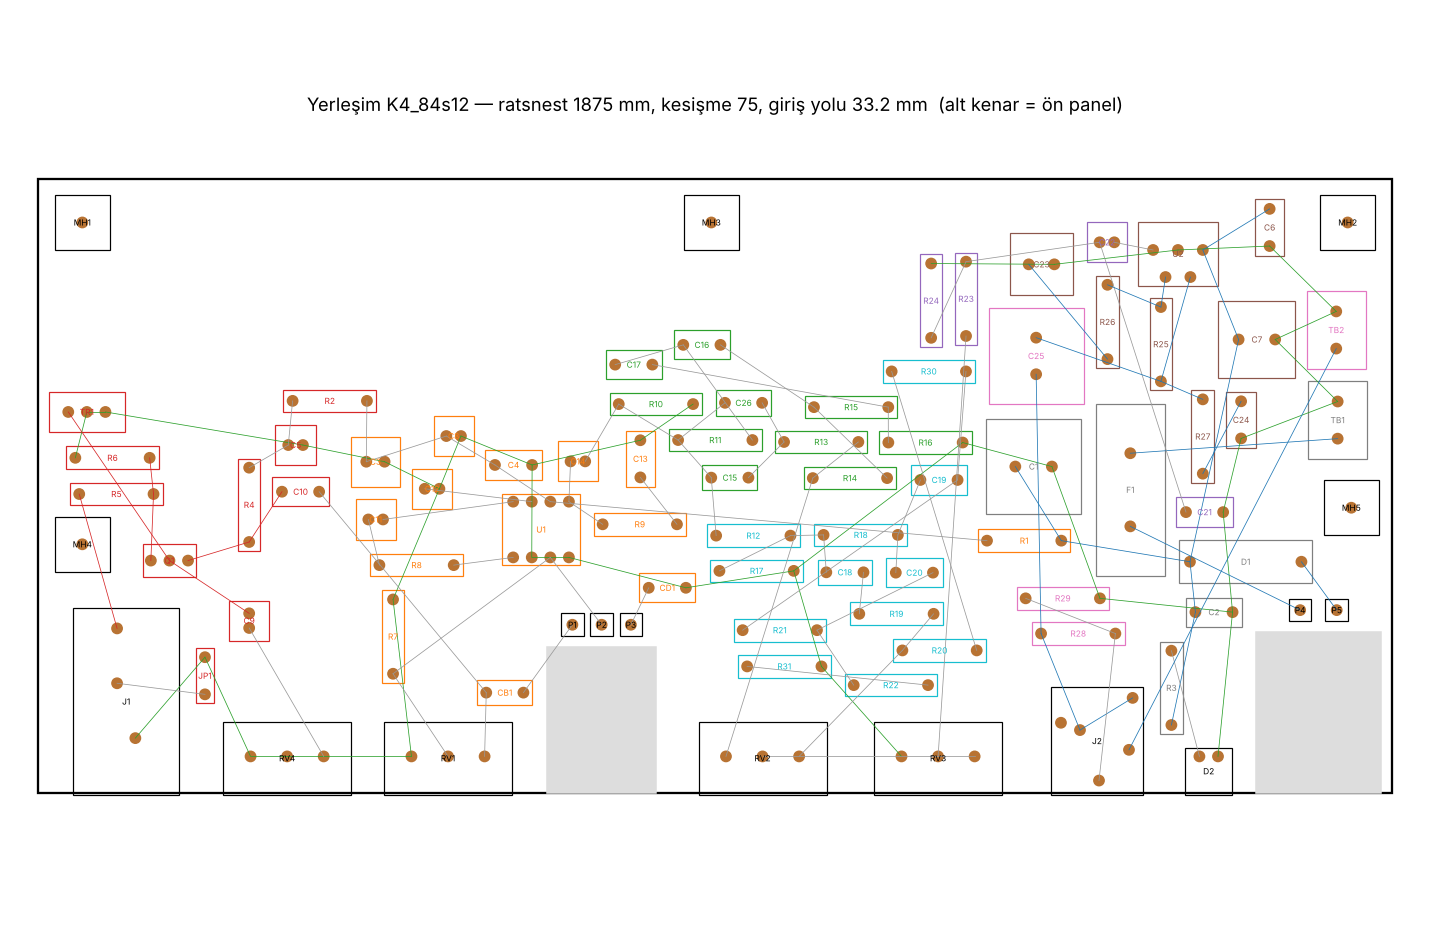 Yerleşim K4_84s12 — ratsnest 1875 mm, kesişme 75, giriş yolu 33.2 mm  (alt kenar = ön panel)
MH1
MH3
MH2
C6
C23
R24
R23
R26
R25
C7
TB2
C25
C16
C17
R30
R2
R10
C26
R15
R27
C24
TB1
R11
R13
R16
R6
C4
C13
C1
R5
C10
R4
C15
R14
C19
F1
MH5
C21
U1
R9
R12
R18
R1
MH4
R8
R17
C18
C20
D1
CD1
R29
C2
P4
P5
R19
P1
P2
P3
R7
R21
R28
R20
JP1
R31
R22
R3
CB1
J1
J2
RV4
RV1
RV2
RV3
D2